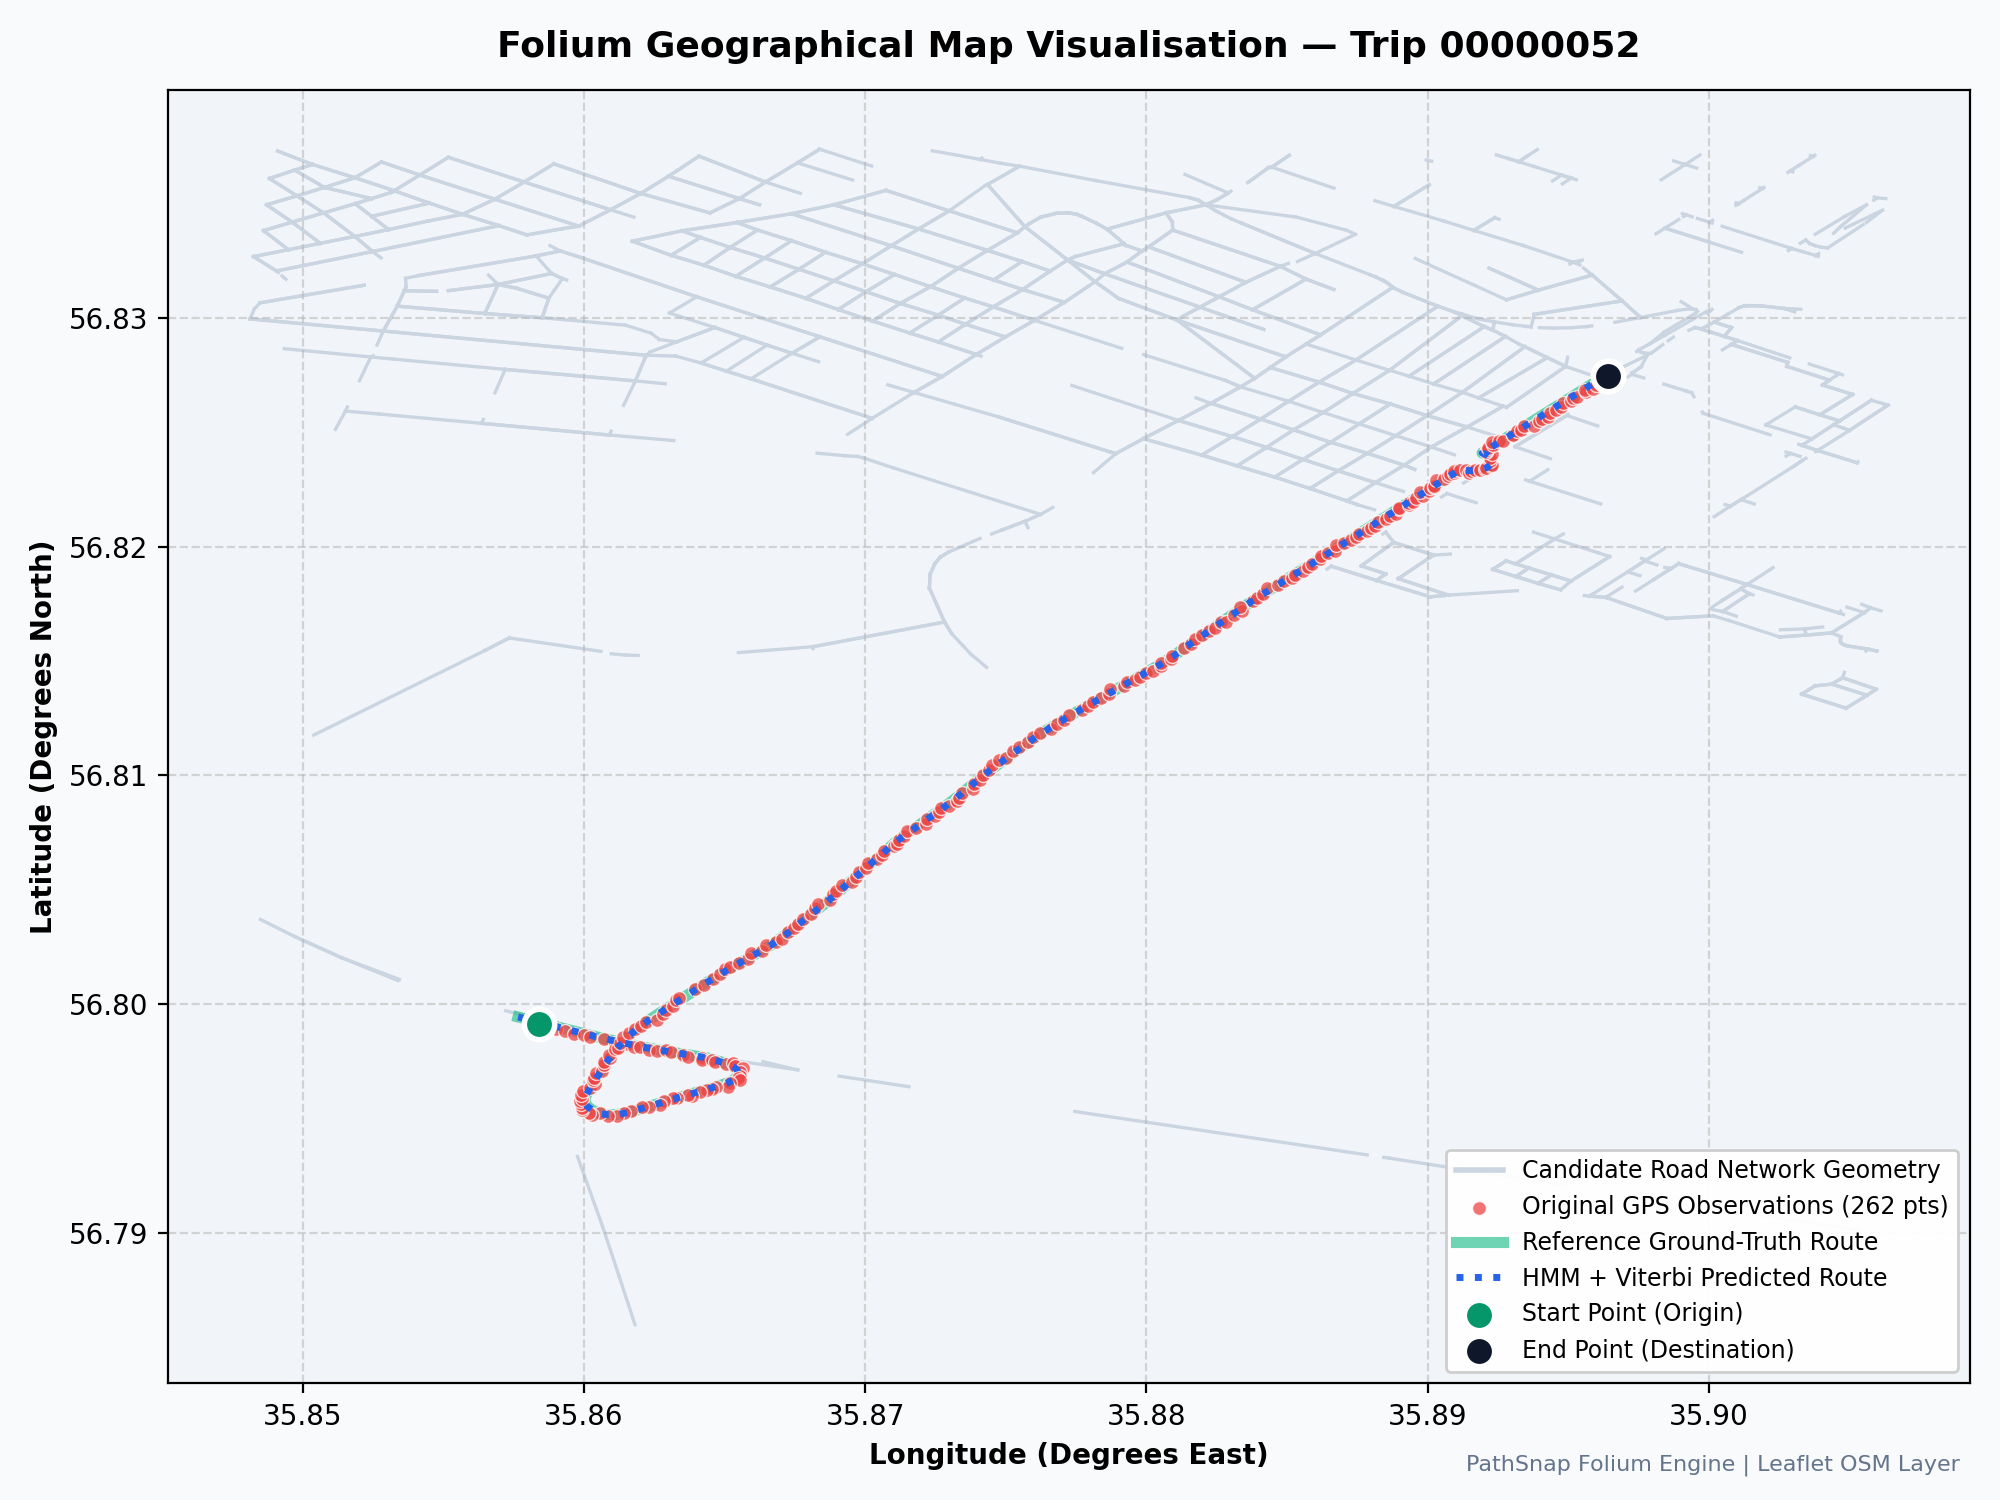 Folium Geographical Map Visualisation — Trip 00000052
Latitude (Degrees North)
56.83
56.82
56.81
56.80
56.79
Candidate Road Network Geometry
Original GPS Observations (262 pts)
Reference Ground-Truth Route
HMM + Viterbi Predicted Route
Start Point (Origin)
End Point (Destination)
35.85 35.86 35.87 35.88 35.89 35.90
Longitude (Degrees East)
PathSnap Folium Engine | Leaflet OSM Layer